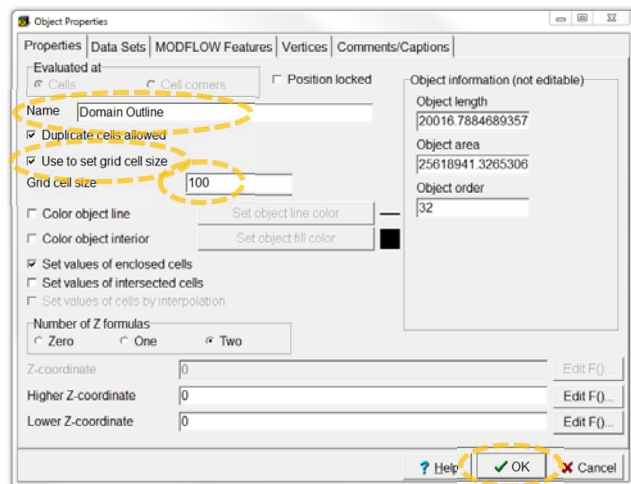 Object Properties
Properties Data Sets MODFLOW Features Vertices Comments/Captions
Evaluated at
Cells Cell corners
Position locked
Name Domain Outline
Duplicate cells allowed
Use to set grid cell size
Grid cell size 100
Color object line Set object line color
Color object interior Set object fill color
Set values of enclosed cells
Set values of intersected cells
Set values of cells by interpolation
Number of Z formulas
Zero One Two
Object information (not editable)
Object length
20016.7884689357
Object area
25618941.3265306
Object order
32
Z-coordinate 0 Edit F()...
Higher Z-coordinate 0 Edit F()...
Lower Z-coordinate 0 Edit F()...
? Help OK Cancel